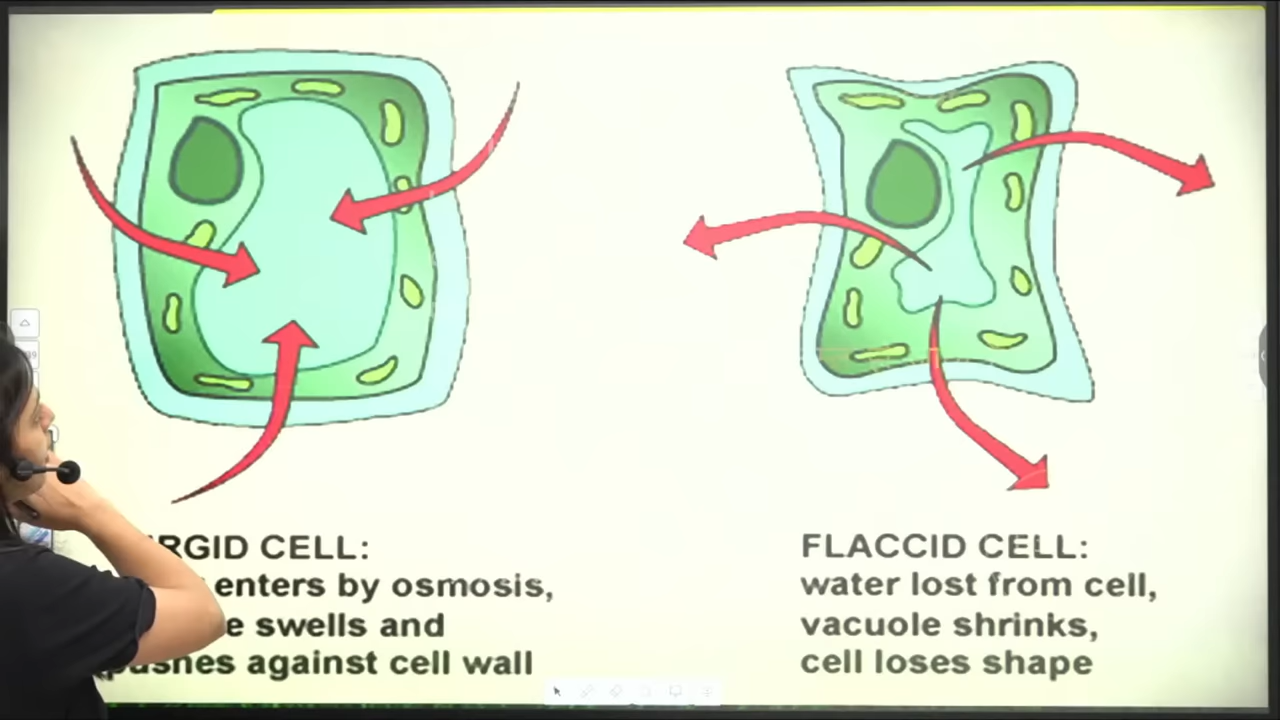 RGID CELL:
enters by osmosis,
e swells and
pushes against cell wall
FLACCID CELL:
water lost from cell,
vacuole shrinks,
cell loses shape